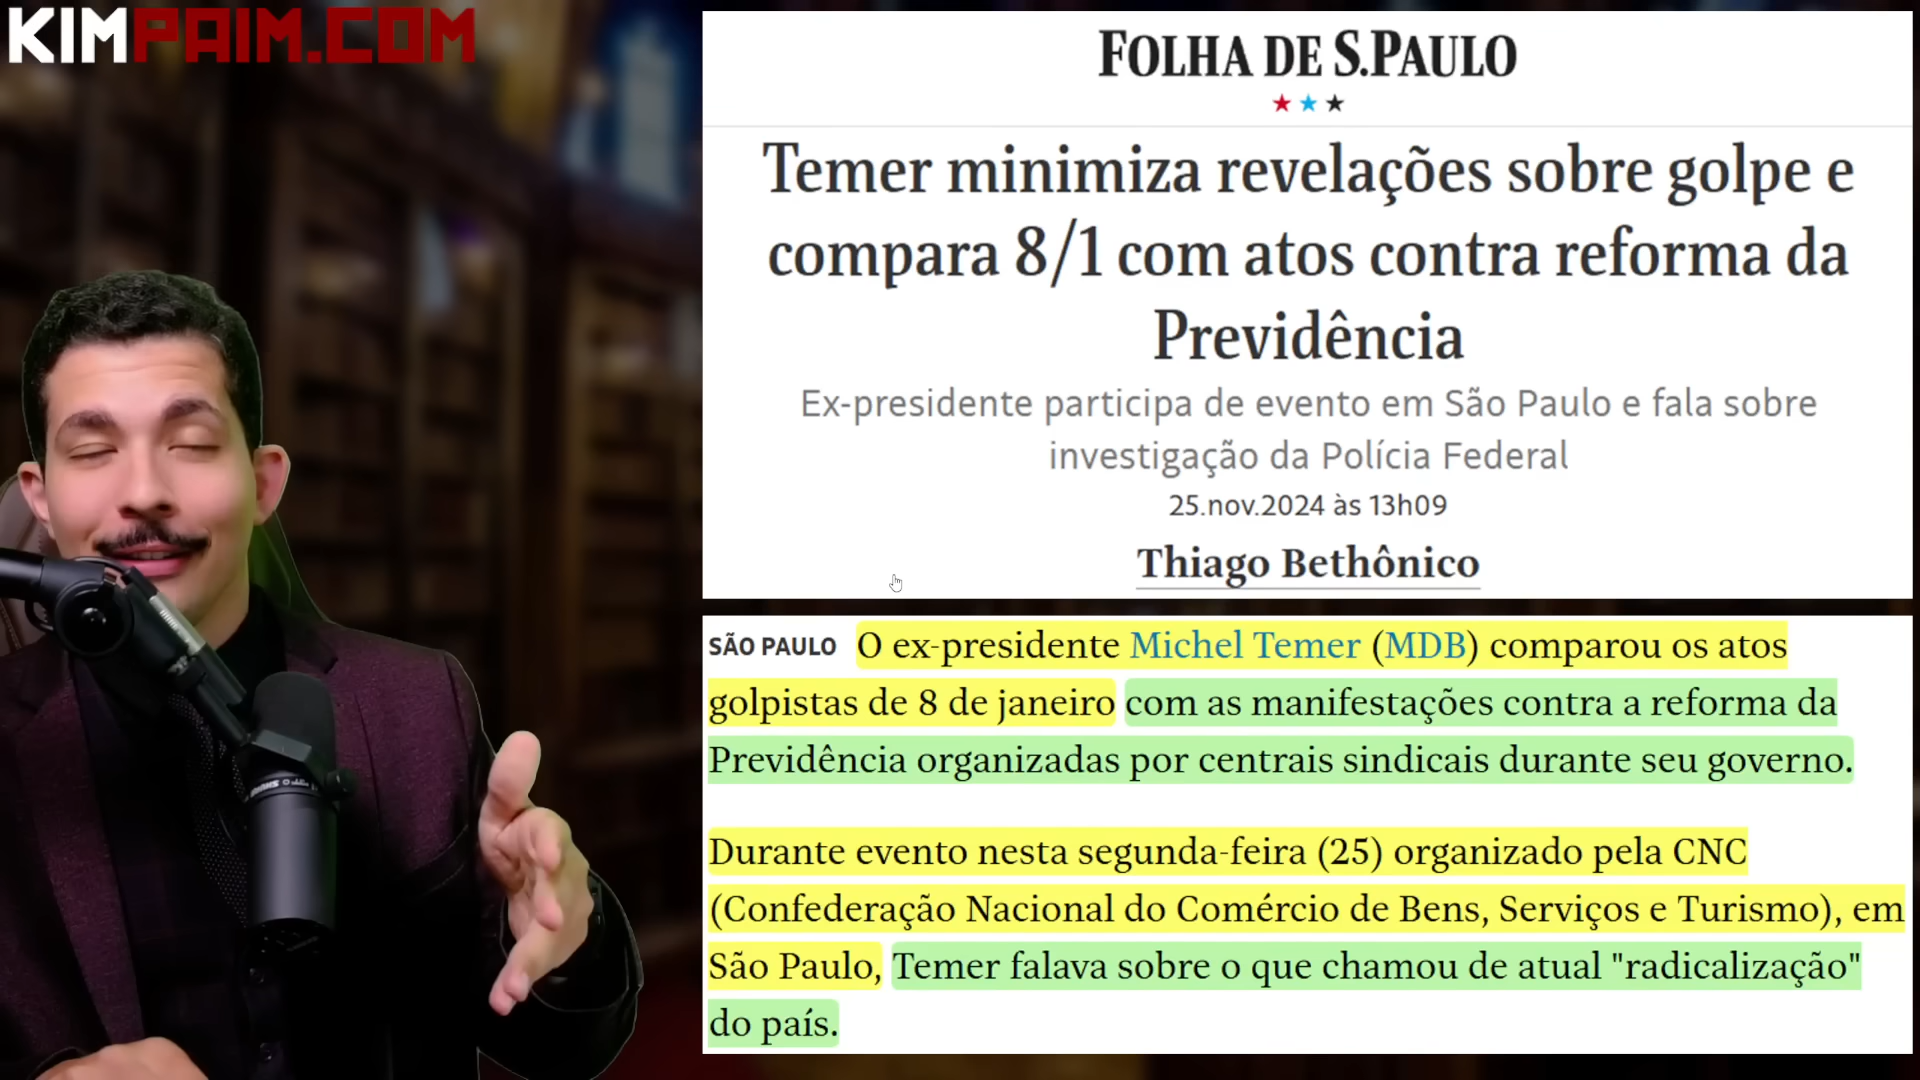 KIMPAIM.COM
FOLHA DE S.PAULO
Temer minimiza revelações sobre golpe e
compara 8/1 com atos contra reforma da
Previdência
Ex-presidente participa de evento em São Paulo e fala sobre
investigação da Polícia Federal
25.nov.2024 às 13h09
Thiago Bethônico
SÃO PAULO O ex-presidente Michel Temer (MDB) comparou os atos
golpistas de 8 de janeiro com as manifestações contra a reforma da
Previdência organizadas por centrais sindicais durante seu governo.
Durante evento nesta segunda-feira (25) organizado pela CNC
(Confederação Nacional do Comércio de Bens, Serviços e Turismo), em
São Paulo, Temer falava sobre o que chamou de atual "radicalização"
do país.